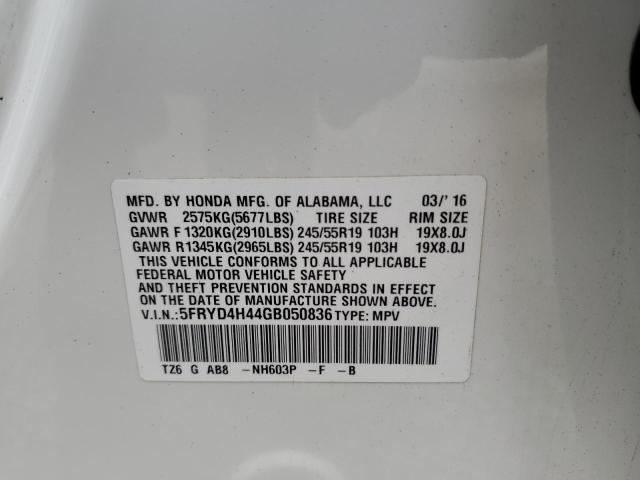 MFD. BY HONDA MFG. OF ALABAMA, LLC 03/'16
GVWR 2575KG(5677LBS) TIRE SIZE RIM SIZE
GAWR F 1320KG(2910LBS) 245/55R19 103H 19X8.0J
GAWR R1345KG(2965LBS) 245/55R19 103H 19X8.0J
THIS VEHICLE CONFORMS TO ALL APPLICABLE
FEDERAL MOTOR VEHICLE SAFETY
AND THEFT PREVENTION STANDARDS IN EFFECT
ON THE DATE OF MANUFACTURE SHOWN ABOVE.
V.I.N.:5FRYD4H44GB050836 TYPE: MPV
TZ6 G AB8 -NH603P -F -B